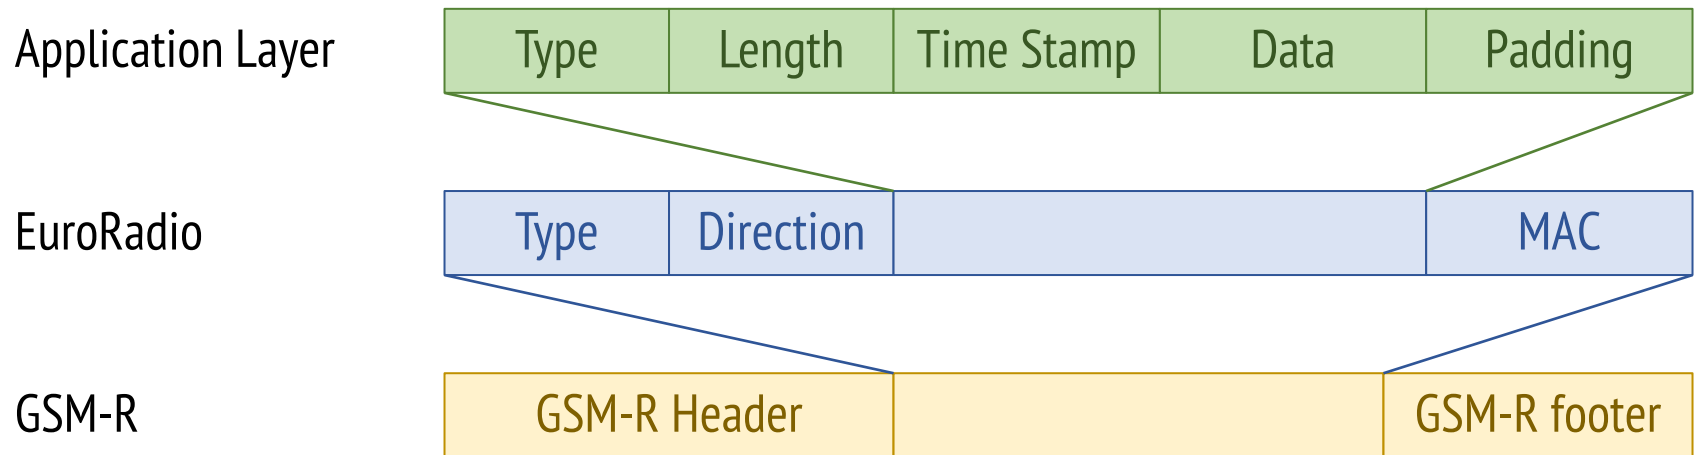 Application Layer Type Length Time Stamp Data Padding
EuroRadio Type Direction MAC
GSM-R GSM-R Header GSM-R footer